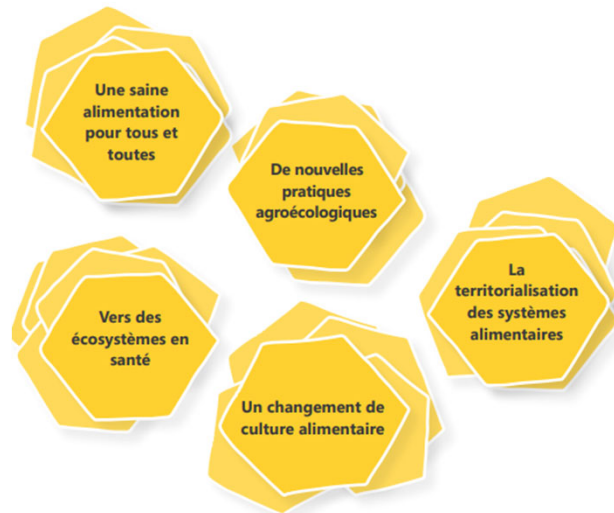 Une saine
alimentation
pour tous et
toutes
De nouvelles
pratiques
agroécologiques
La
territorialisation
des systèmes
alimentaires
Vers des
écosystèmes en
santé
Un changement de
culture alimentaire